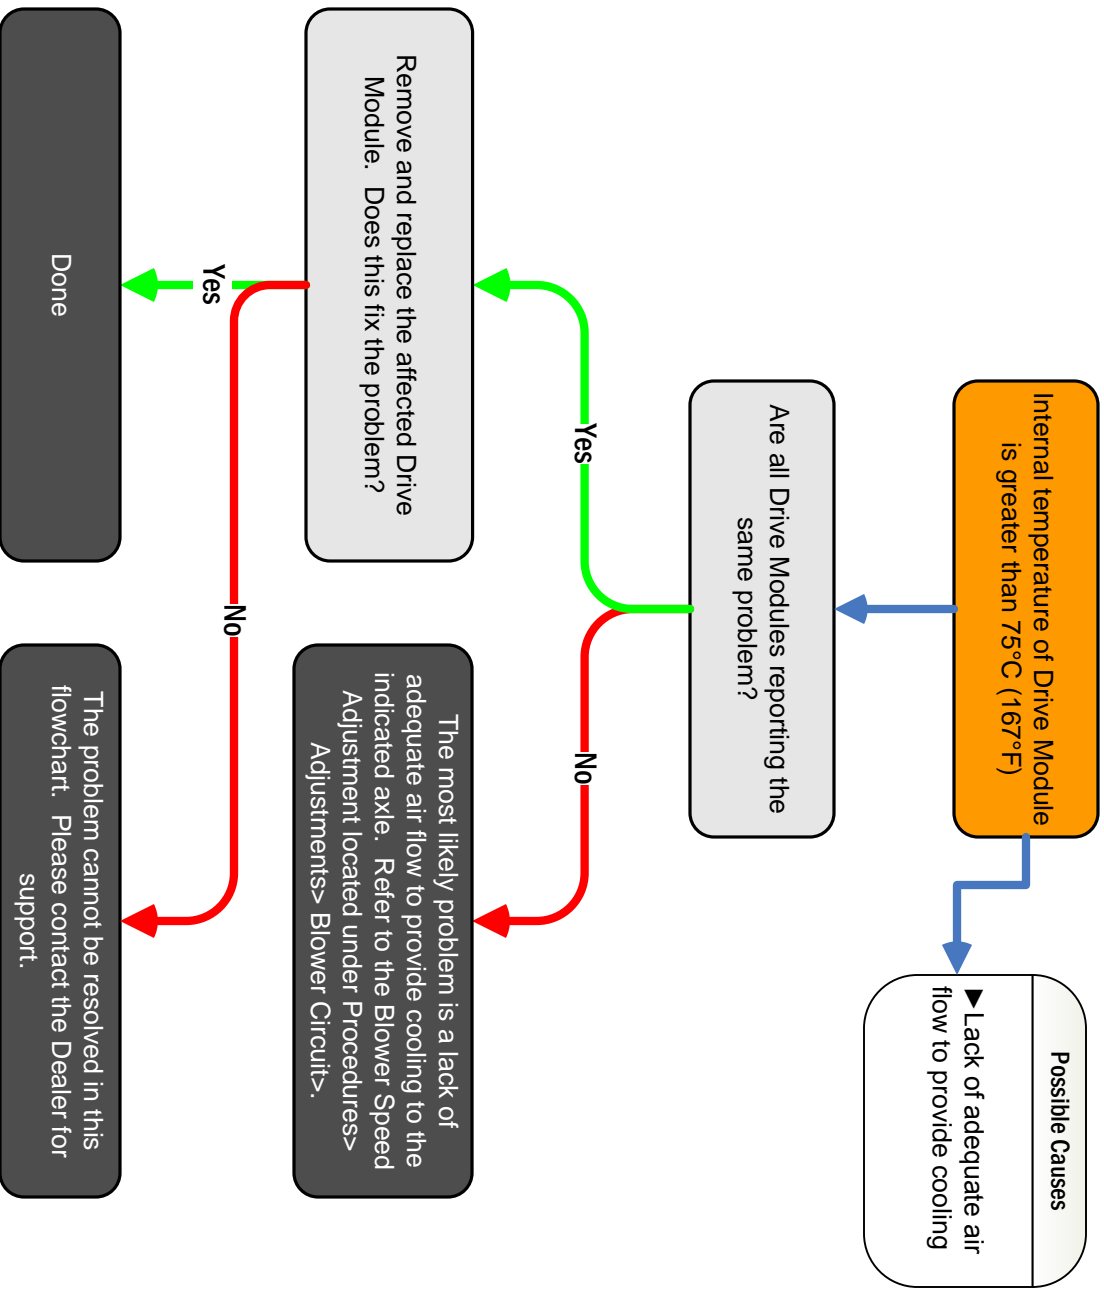 Internal temperature of Drive Module
is greater than 75°C (167°F)
Possible Causes
►Lack of adequate air
flow to provide cooling
Are all Drive Modules reporting the
same problem?
Yes
No
Remove and replace the affected Drive
Module.  Does this fix the problem?
The most likely problem is a lack of
adequate air flow to provide cooling to the
indicated axle.  Refer to the Blower Speed
Adjustment located under Procedures>
Adjustments> Blower Circuit>.
Yes
No
Done
The problem cannot be resolved in this
flowchart.  Please contact the Dealer for
support.